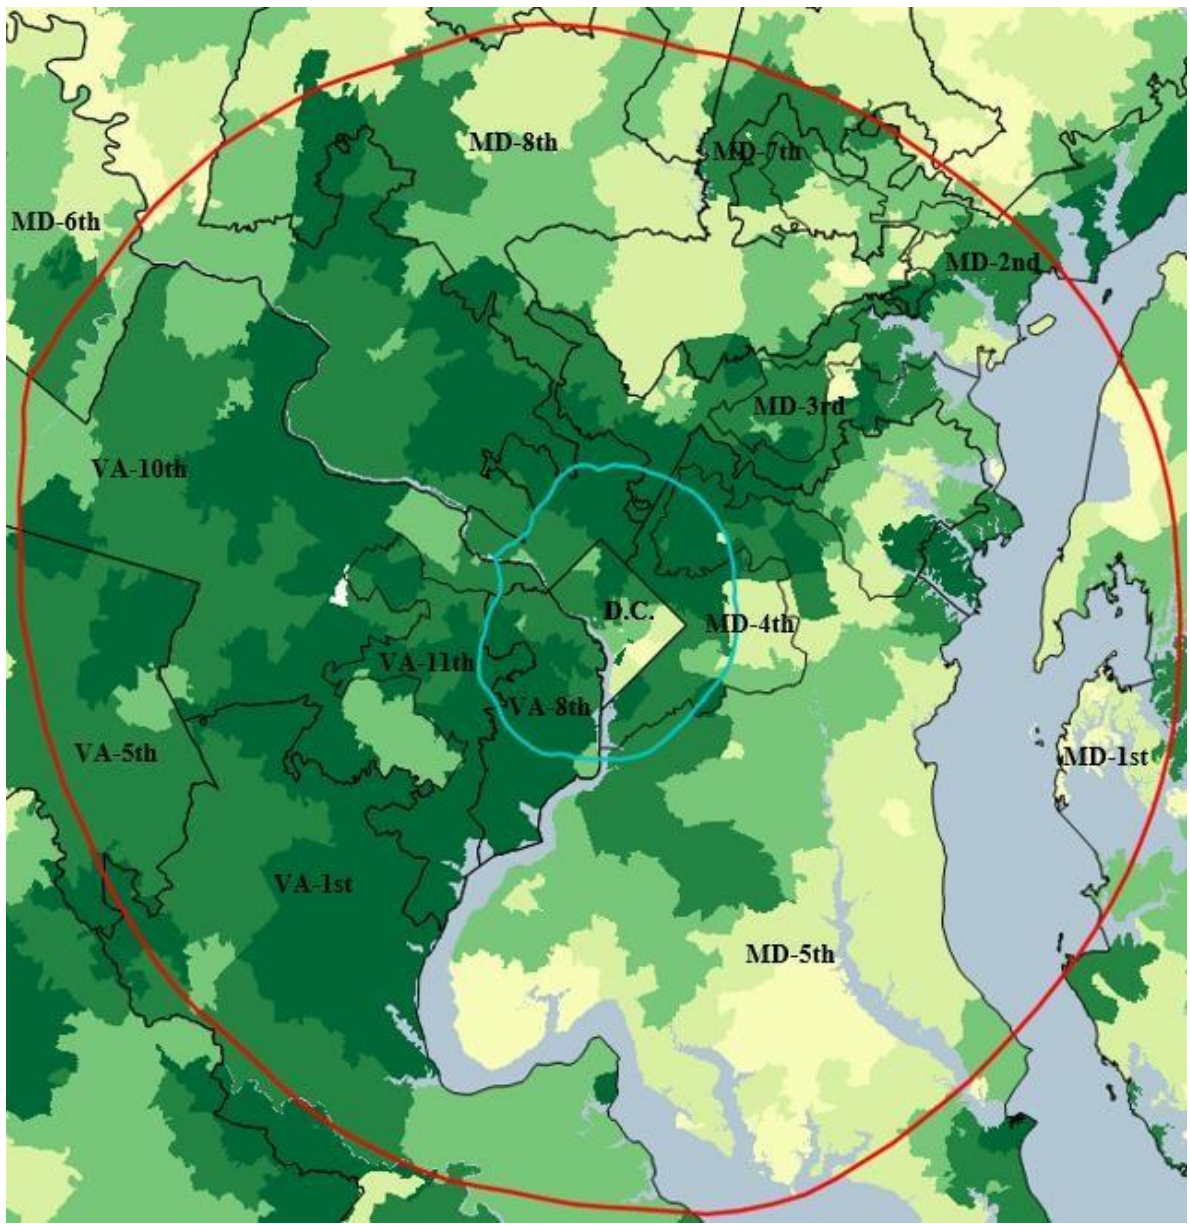 MD-8th
MD-7th
MD-6th
MD-2nd
MD-3rd
VA-10th
D.C.
MD-4th
VA-11th
VA-8th
VA-5th
MD-1st
VA-1st
MD-5th